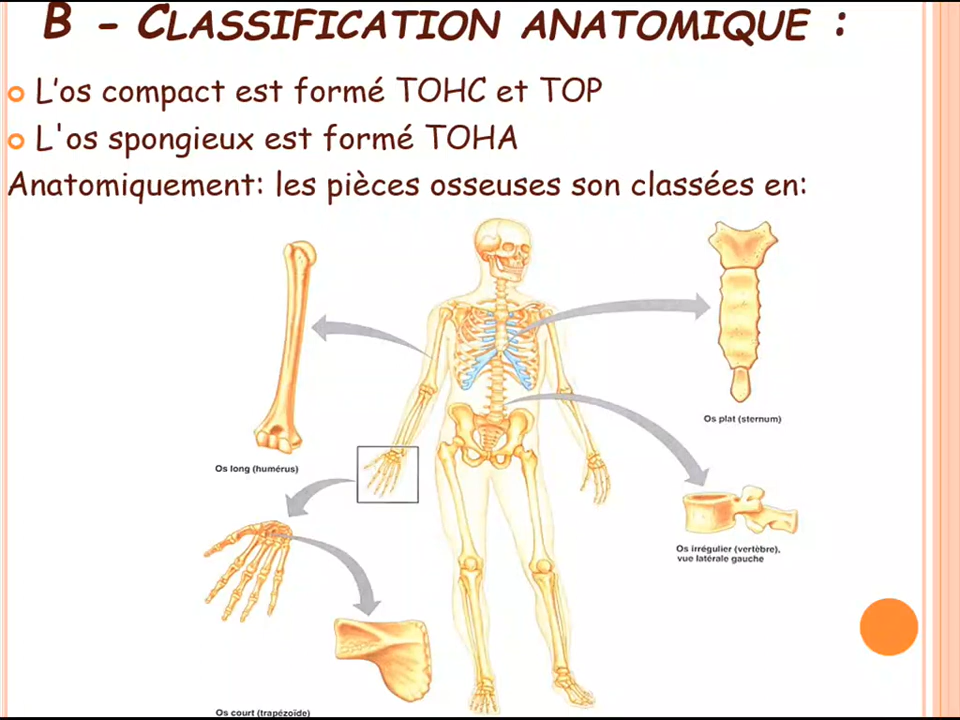 B - CLASSIFICATION ANATOMIQUE :
L’os compact est formé TOHC et TOP
L'os spongieux est formé TOHA
Anatomiquement: les pièces osseuses son classées en:
Os plat (sternum)
Os long (humérus)
Os irrégulier (vertèbre),
vue latérale gauche
Os court (trapézoïde)